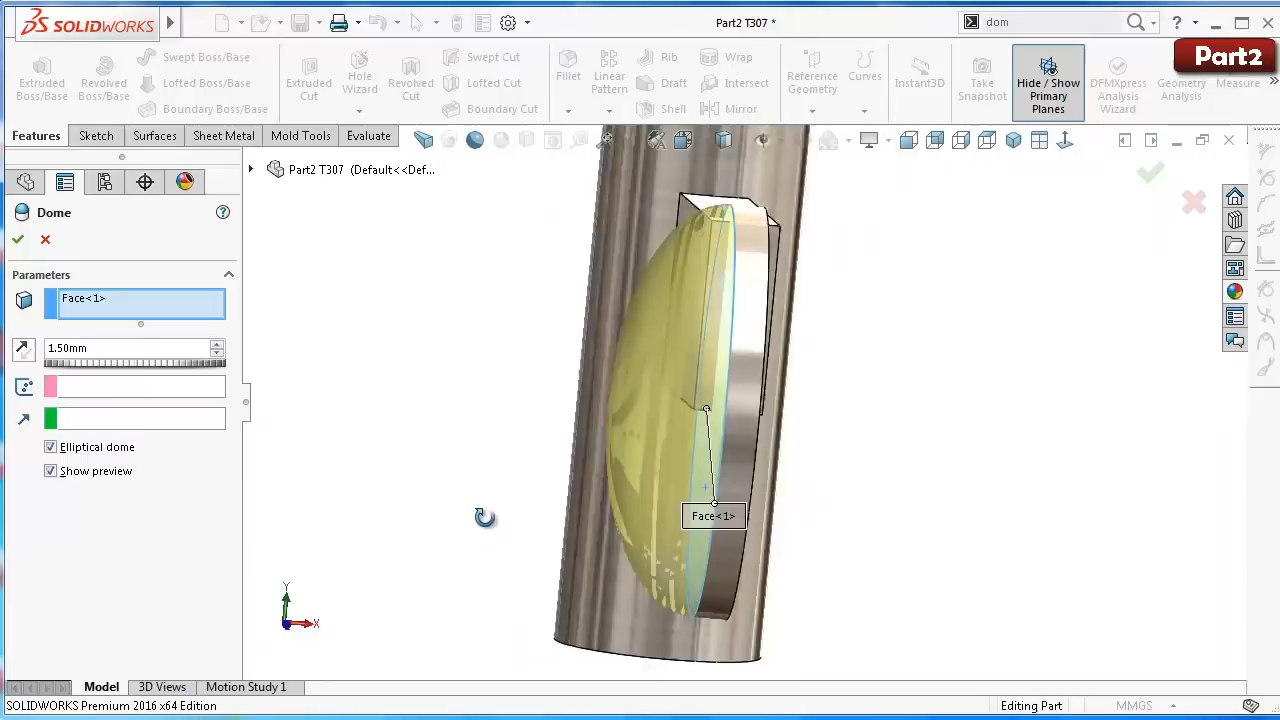 SOLIDWORKS
Part2 T307 *
dom
?
Part2
Extruded
Boss/Base
Revolved
Boss/Base
Swept Boss/Base
Lofted Boss/Base
Boundary Boss/Base
Extruded
Cut
Hole
Wizard
Revolved
Cut
Swept Cut
Lofted Cut
Boundary Cut
Fillet
Linear
Pattern
Rib
Draft
Shell
Wrap
Intersect
Mirror
Reference
Geometry
Curves
Instant3D
Take
Snapshot
Hide / Show
Primary
Planes
DFMXpress
Analysis
Wizard
Geometry
Analysis
Measure
Features
Sketch
Surfaces
Sheet Metal
Mold Tools
Evaluate
Part2 T307 (Default<<Def...
Dome
?
Parameters
Face<1>
1.50mm
Elliptical dome
Show preview
Face<1>
Y
X
Model
3D Views
Motion Study 1
SOLIDWORKS Premium 2016 x64 Edition
Editing Part
MMGS